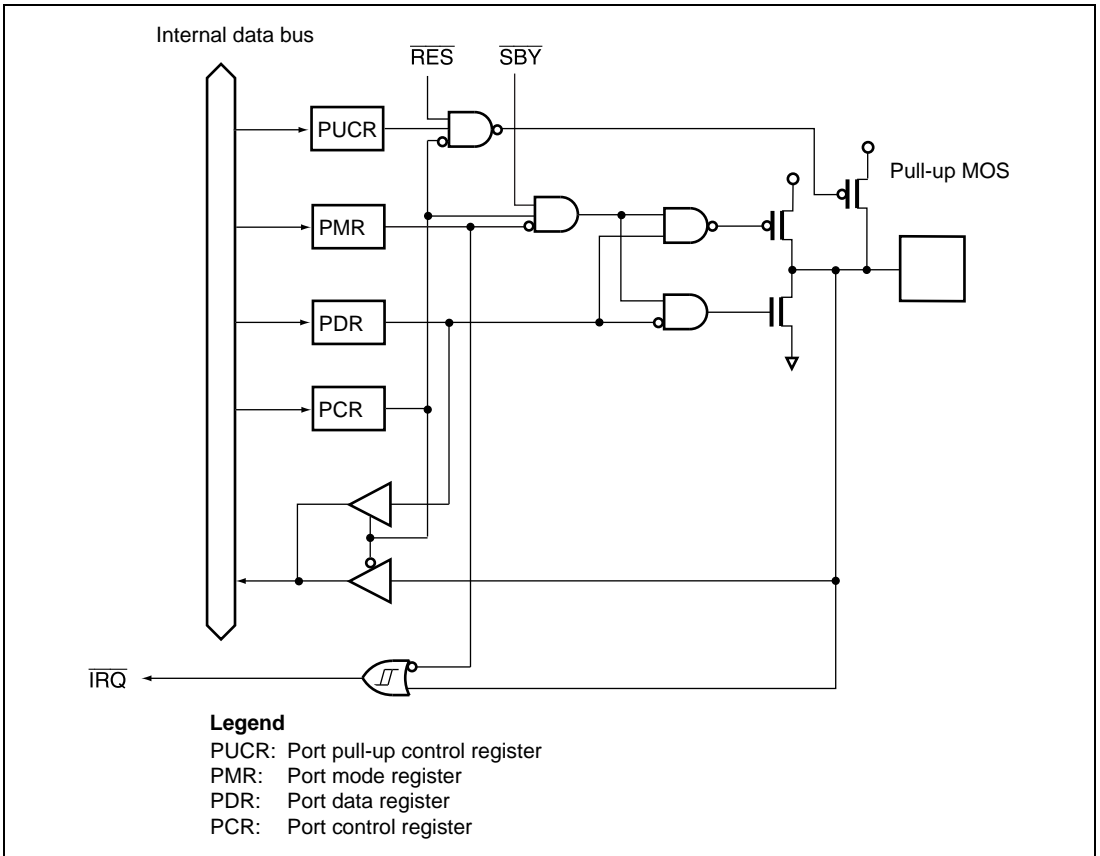 Internal data bus
RES
SBY
PUCR
Pull-up MOS
PMR
PDR
PCR
IRQ
Legend
PUCR: Port pull-up control register
PMR: Port mode register
PDR: Port data register
PCR: Port control register